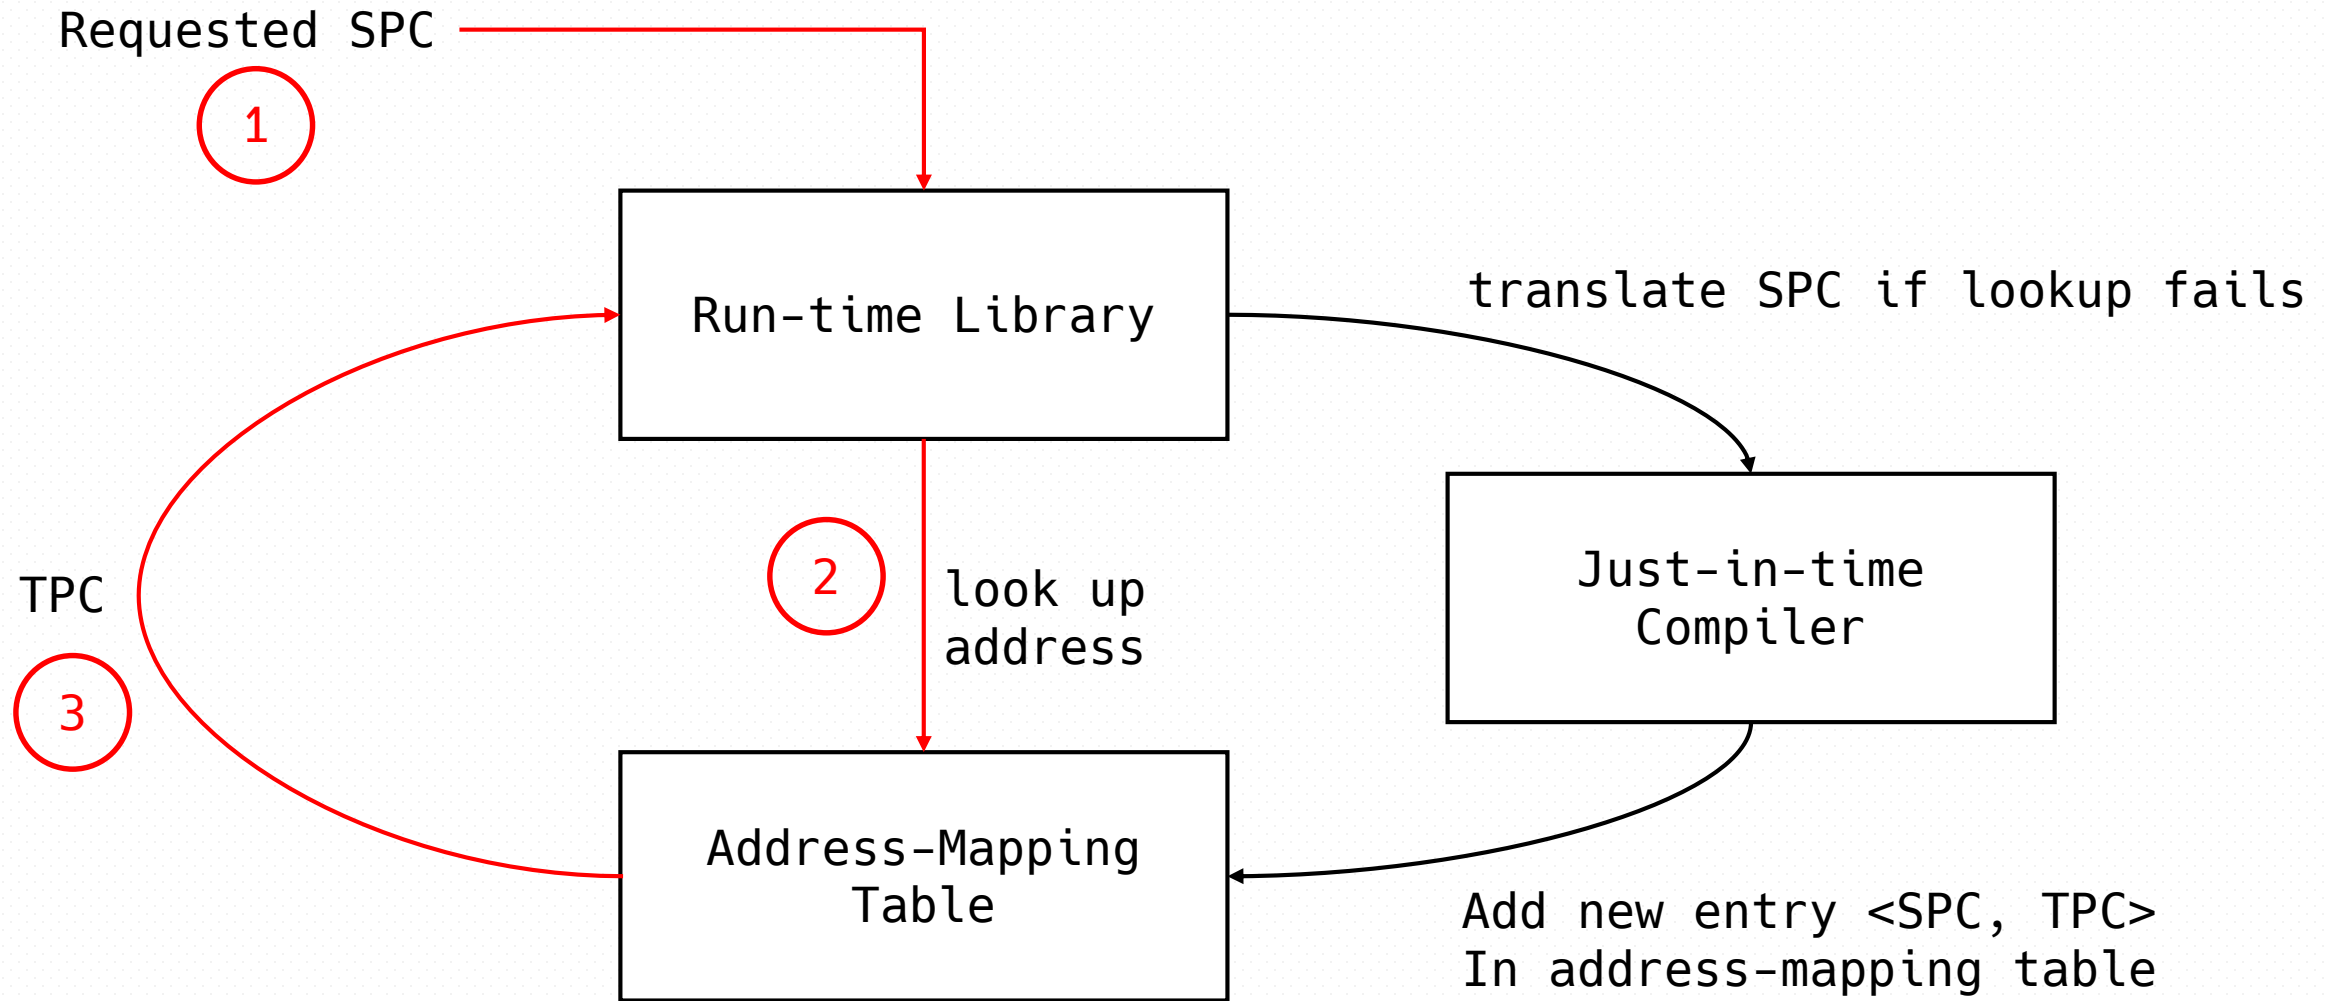 Requested SPC
1
Run-time Library
translate SPC if lookup fails
2
look up
address
Just-in-time
Compiler
TPC
3
Address-Mapping
Table
Add new entry <SPC, TPC>
In address-mapping table